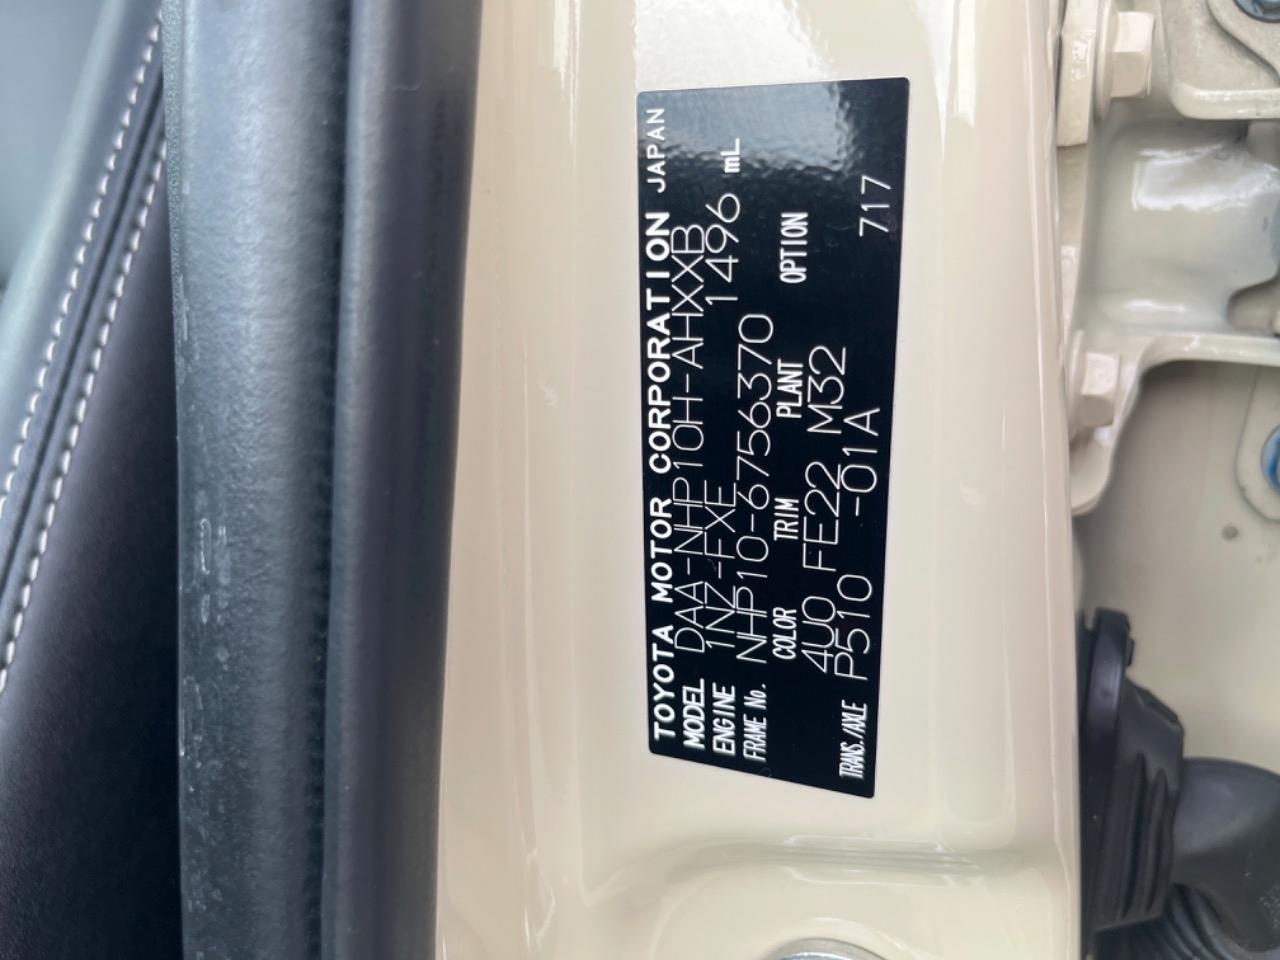 TOYOTA MOTOR CORPORATION JAPAN
MODEL DAA-NHP10H-AHXXB
ENGINE 1NZ-FXE 1496 mL
FRAME No. NHP10-6756370
COLOR TRIM PLANT OPTION
4U0 FE22 M32
TRANS./AXLE P510 -01A 717